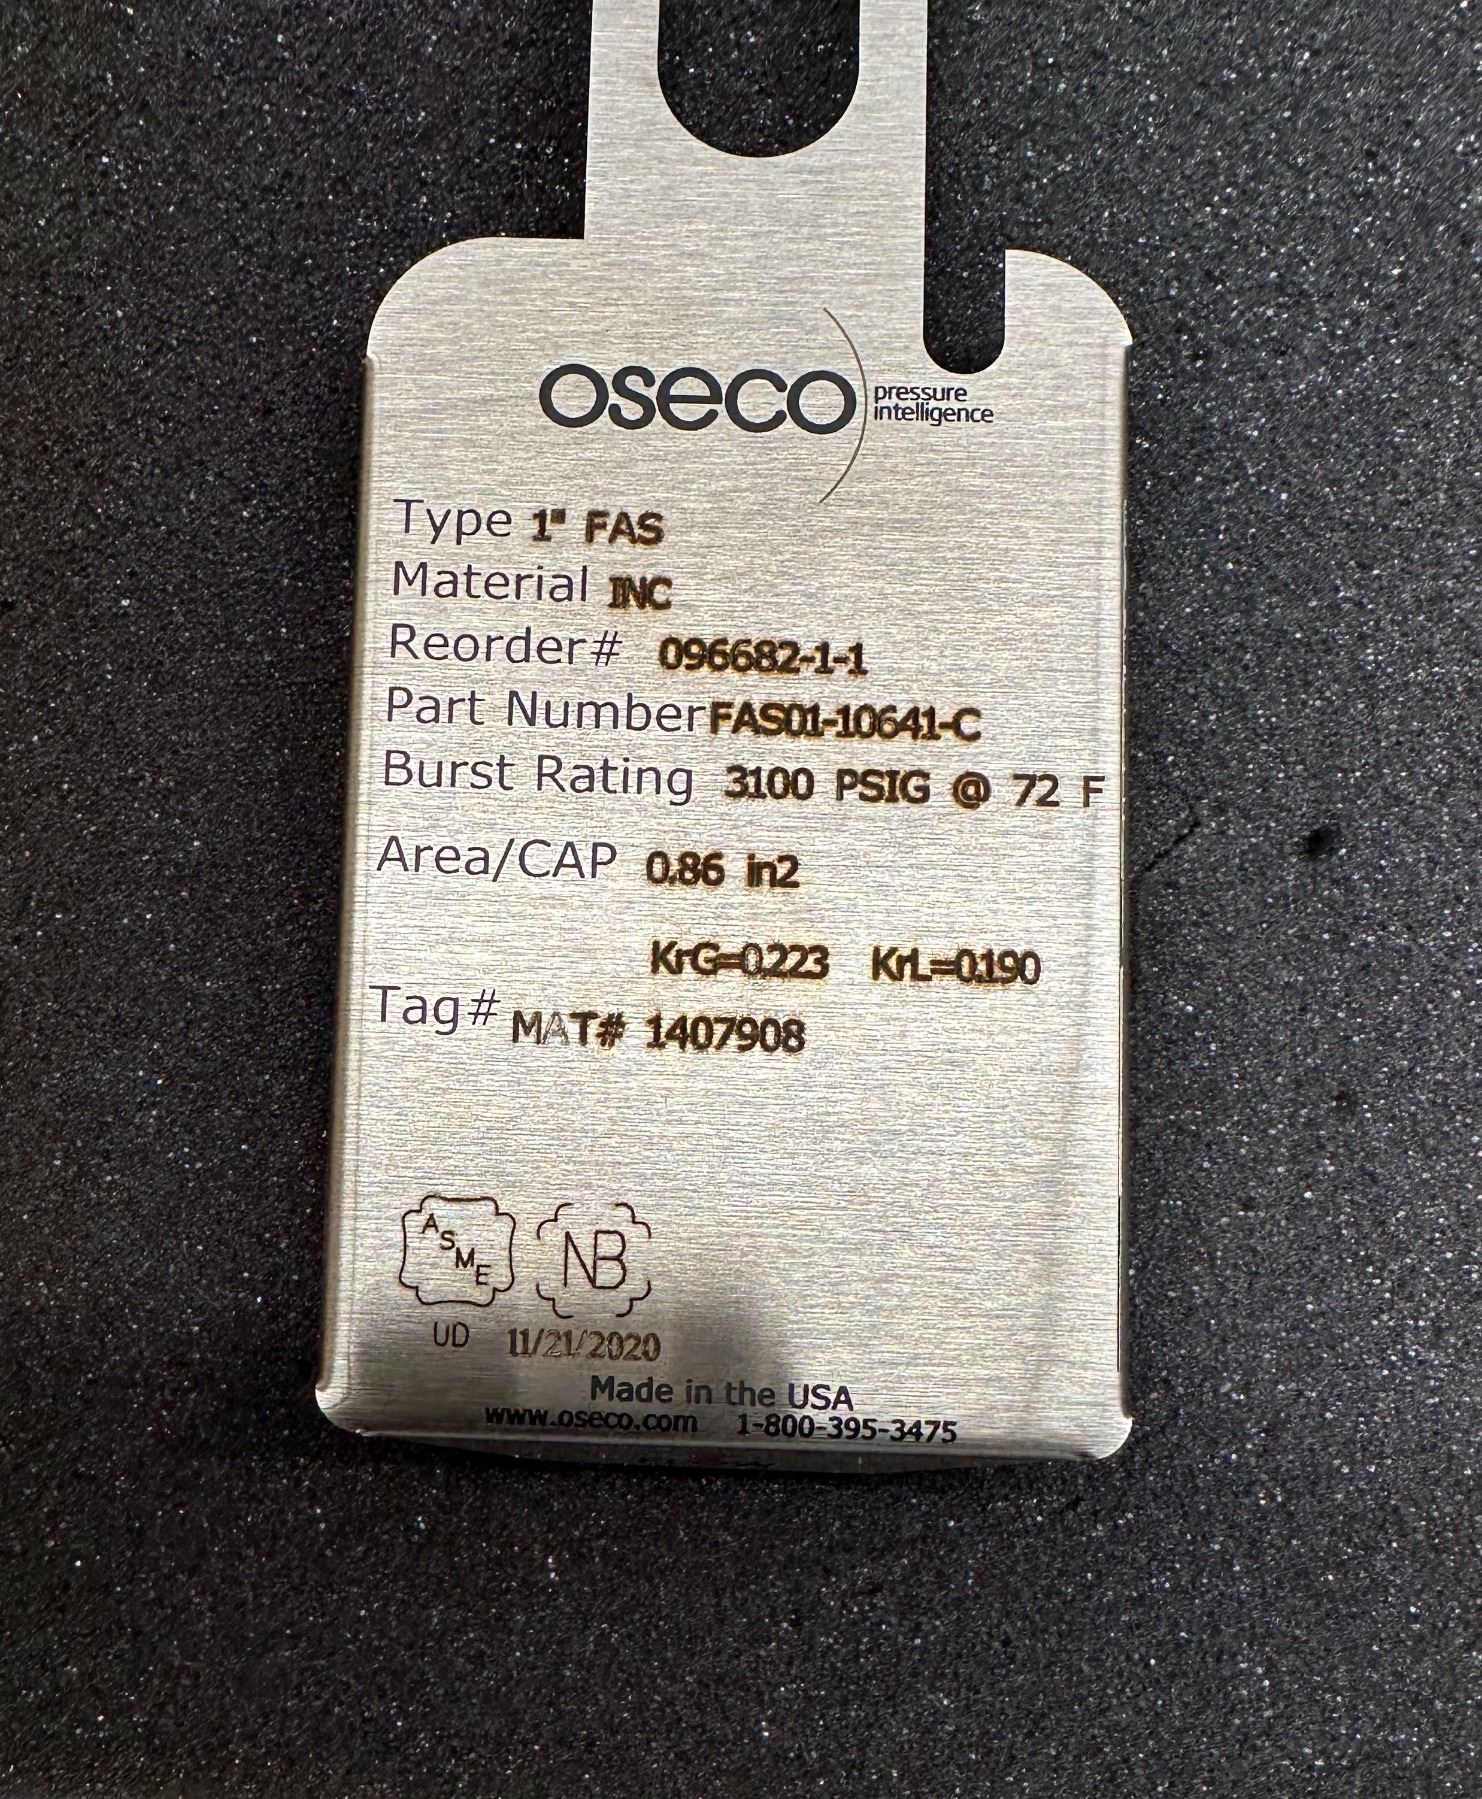 oseco
pressure
intelligence
Type 1" FAS
Material INC
Reorder# 096682-1-1
Part Number FAS01-10641-C
Burst Rating 3100 PSIG @ 72 F
Area/CAP 0.86 in2
KrG=0.223 KrL=0.190
Tag# MAT# 1407908
ASME NB
UD 11/21/2020
Made in the USA
www.oseco.com 1-800-395-3475